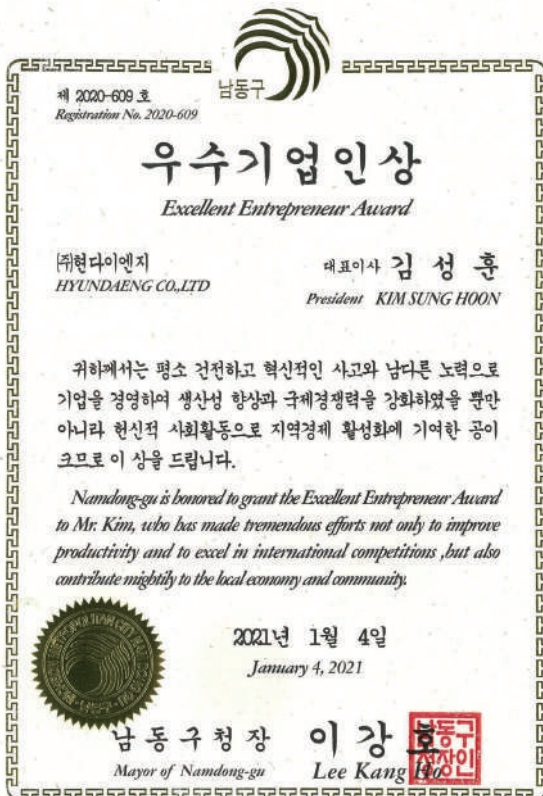 남동구
제 2020-609 호
Registration No. 2020-609
우수기업인상
Excellent Entrepreneur Award
㈜현다이엔지
HYUNDAENG CO.,LTD
대표이사 김 성 훈
President KIM SUNG HOON
귀하께서는 평소 건전하고 혁신적인 사고와 남다른 노력으로
기업을 경영하여 생산성 향상과 국제경쟁력을 강화하였을 뿐만
아니라 헌신적 사회활동으로 지역경제 활성화에 기여한 공이
크므로 이 상을 드립니다.
Namdong-gu is honored to grant the Excellent Entrepreneur Award
to Mr. Kim, who has made tremendous efforts not only to improve
productivity and to excel in international competitions ,but also
contribute mightily to the local economy and community.
2021년 1월 4일
January 4, 2021
남동구청장 이 강 호
Mayor of Namdong-gu Lee Kang Ho
남동구
청장인